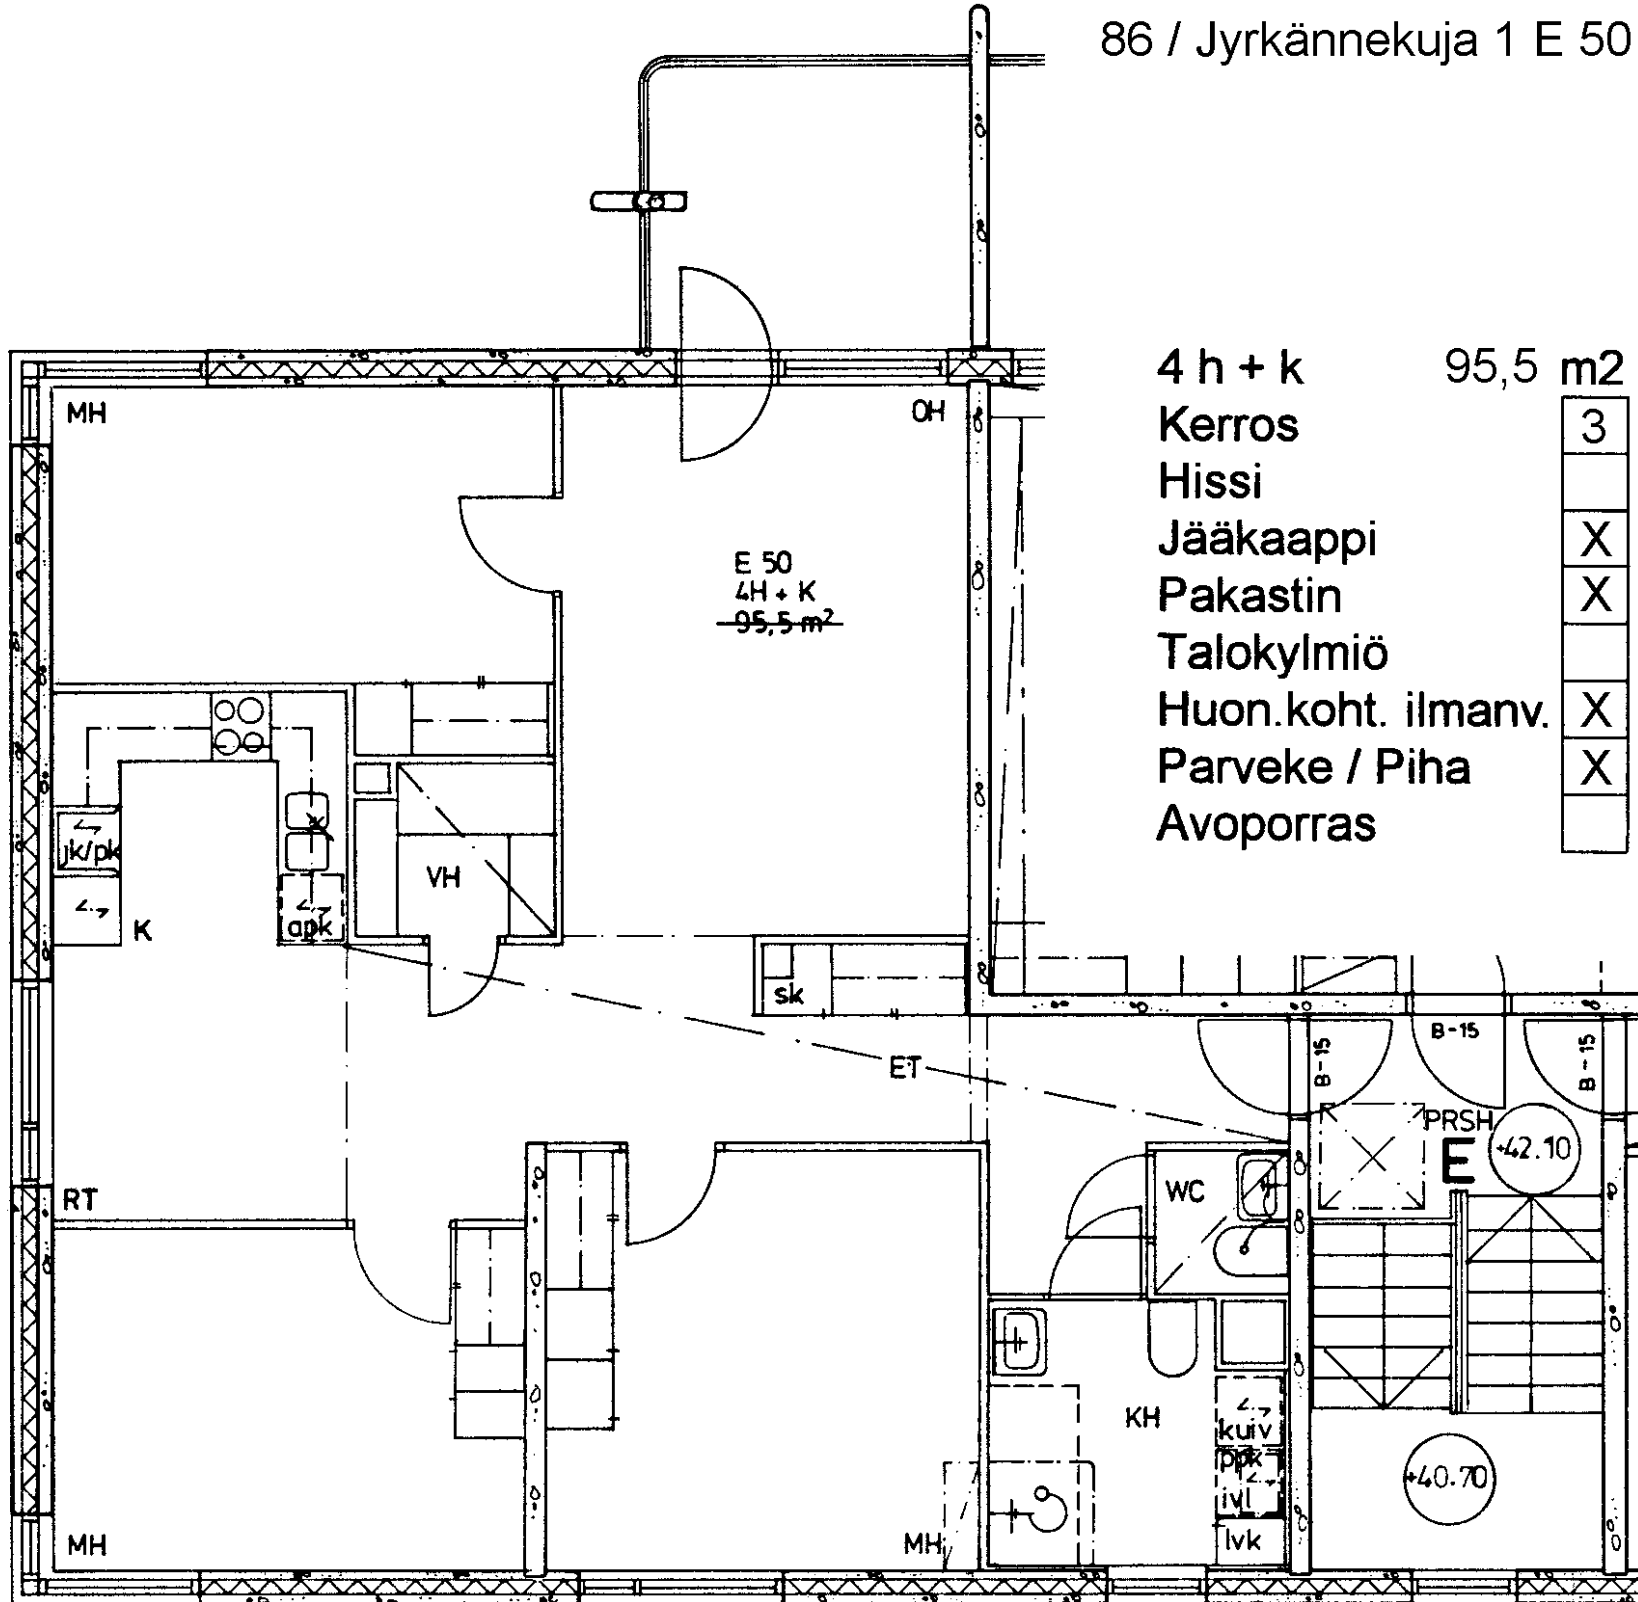 86 / Jyrkännekuja 1 E 50
4 h + k 95,5 m2
Kerros 3
Hissi
Jääkaappi X
Pakastin X
Talokylmiö
Huon.koht. ilmanv. X
Parveke / Piha X
Avoporras
MH
OH
E 50
4H + K
95,5 m²
jk/pk
VH
K
apk
sk
ET
B-15
B-15
B-15
PRSH
E
+42.10
WC
RT
KH
kuiv
ppk
ivl
lvk
+40.70
MH
MH